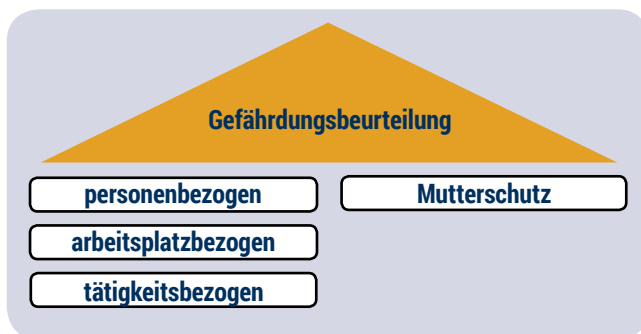 Gefährdungsbeurteilung
personenbezogen
Mutterschutz
arbeitsplatzbezogen
tätigkeitsbezogen